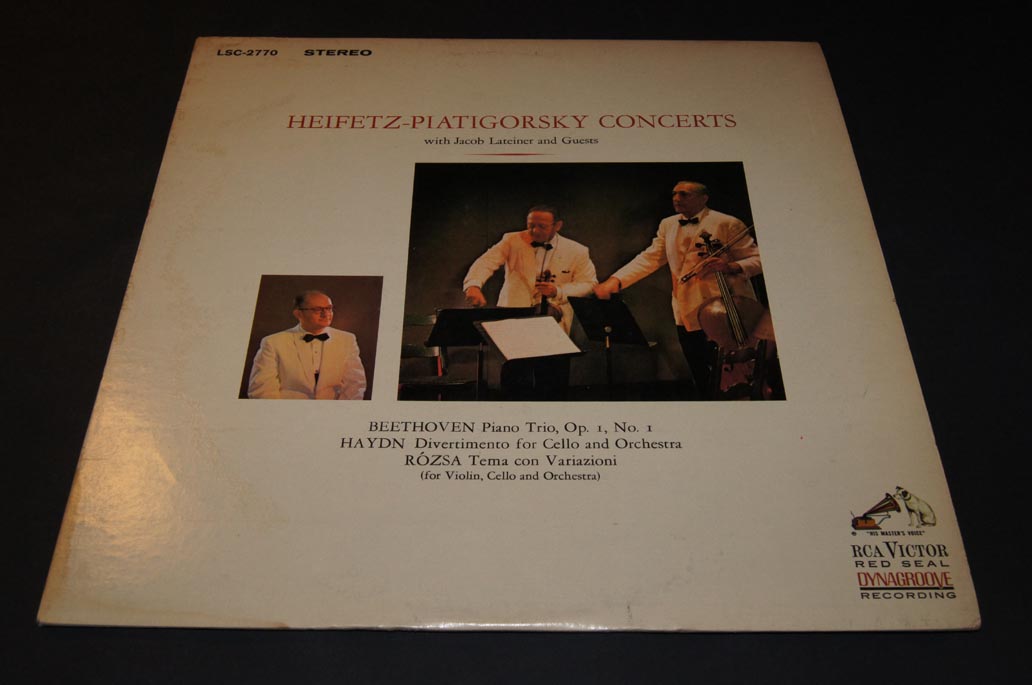 LSC-2770 STEREO
HEIFETZ-PIATIGORSKY CONCERTS
with Jacob Lateiner and Guests
BEETHOVEN Piano Trio, Op. 1, No. 1
HAYDN Divertimento for Cello and Orchestra
RÓZSA Tema con Variazioni
(for Violin, Cello and Orchestra)
"HIS MASTER'S VOICE"
RCA VICTOR
RED SEAL
DYNAGROOVE
RECORDING